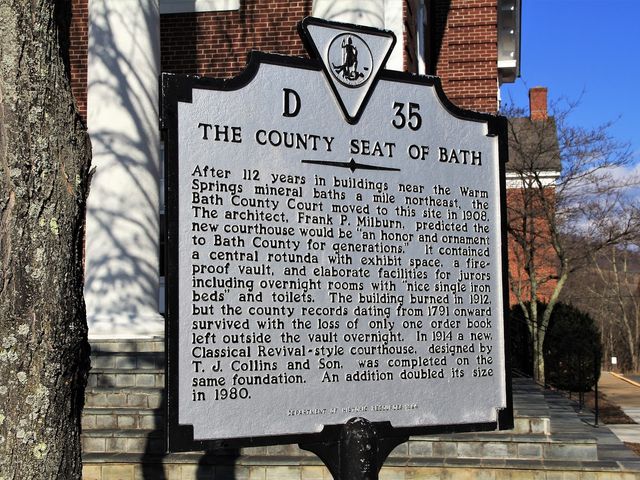 D 35
THE COUNTY SEAT OF BATH
After 112 years in buildings near the Warm
Springs mineral baths a mile northeast, the
Bath County Court moved to this site in 1908.
The architect, Frank P. Milburn, predicted the
new courthouse would be "an honor and ornament
to Bath County for generations." It contained
a central rotunda with exhibit space, a fire-
proof vault, and elaborate facilities for jurors
including overnight rooms with "nice single iron
beds" and toilets. The building burned in 1912,
but the county records dating from 1791 onward
survived with the loss of only one order book
left outside the vault overnight. In 1914 a new,
Classical Revival-style courthouse, designed by
T. J. Collins and Son, was completed on the
same foundation. An addition doubled its size
in 1980.
DEPARTMENT OF HISTORIC RESOURCES